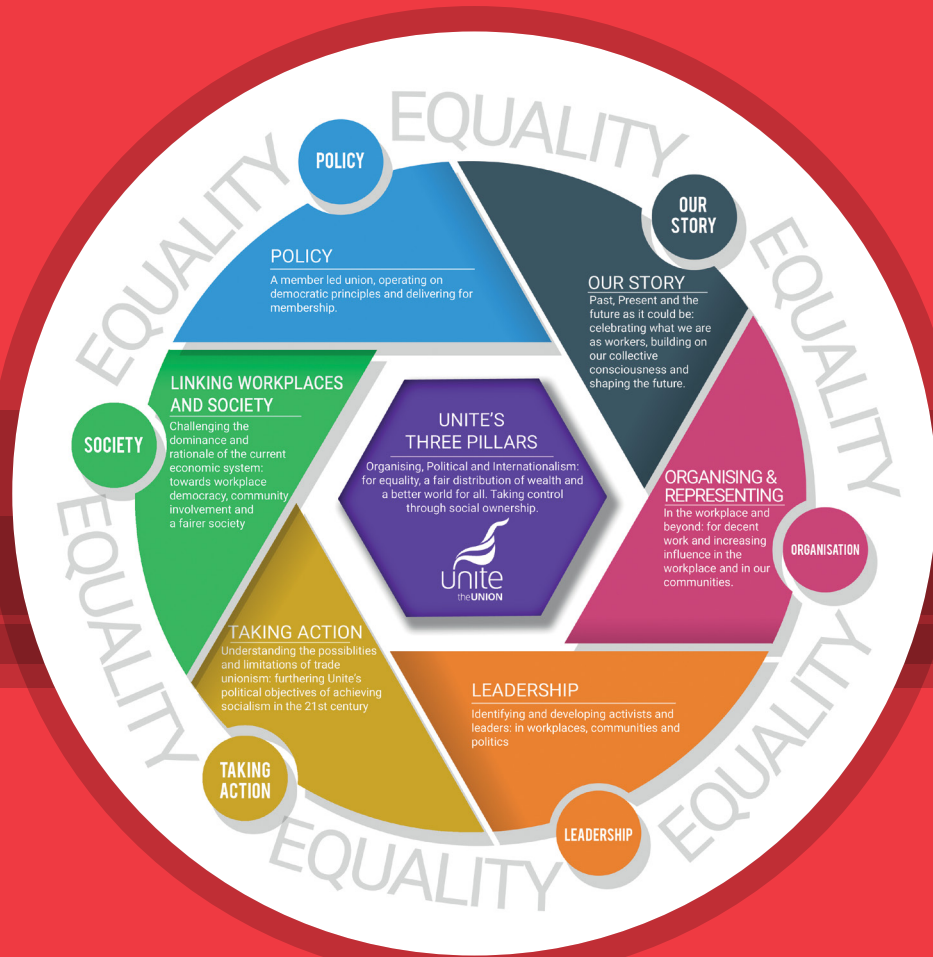 EQUALITY
EQUALITY
EQUALITY
EQUALITY
EQUALITY
EQUALITY
EQUALITY
POLICY
POLICY
A member led union, operating on
democratic principles and delivering for
membership.
OUR
STORY
OUR STORY
Past, Present and the
future as it could be:
celebrating what we are
as workers, building on
our collective
consciousness and
shaping the future.
SOCIETY
LINKING WORKPLACES
AND SOCIETY
Challenging the
dominance and
rationale of the current
economic system:
towards workplace
democracy, community
involvement and
a fairer society
UNITE'S
THREE PILLARS
Organising, Political and Internationalism:
for equality, a fair distribution of wealth and
a better world for all. Taking control
through social ownership.
unite
theUNION
ORGANISATION
ORGANISING &
REPRESENTING
In the workplace and
beyond: for decent
work and increasing
influence in the
workplace and in our
communities.
TAKING ACTION
Understanding the possiblities
and limitations of trade
unionism: furthering Unite's
political objectives of achieving
socialism in the 21st century
TAKING
ACTION
LEADERSHIP
Identifying and developing activists and
leaders: in workplaces, communities and
politics
LEADERSHIP